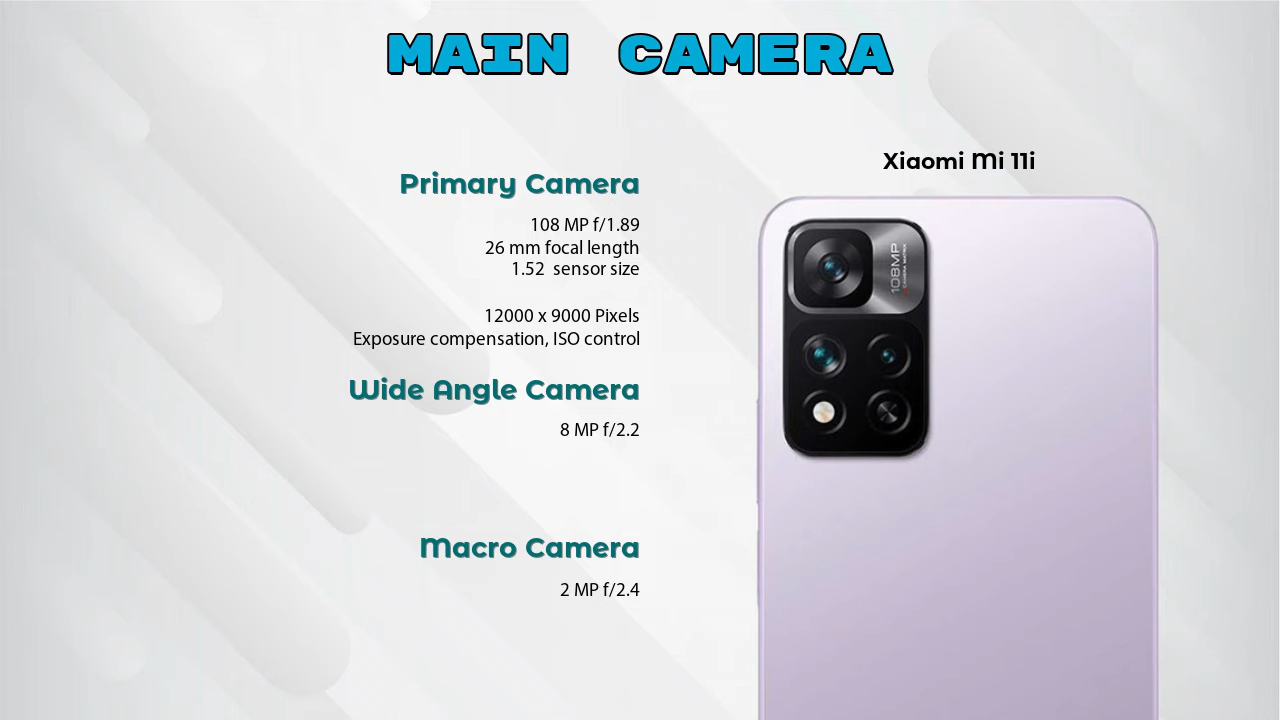 MAIN CAMERA
Xiaomi Mi 11i
Primary Camera
108 MP f/1.89
26 mm focal length
1.52 sensor size
12000 x 9000 Pixels
Exposure compensation, ISO control
Wide Angle Camera
8 MP f/2.2
Macro Camera
2 MP f/2.4
108MP
CAMERA MATRIX